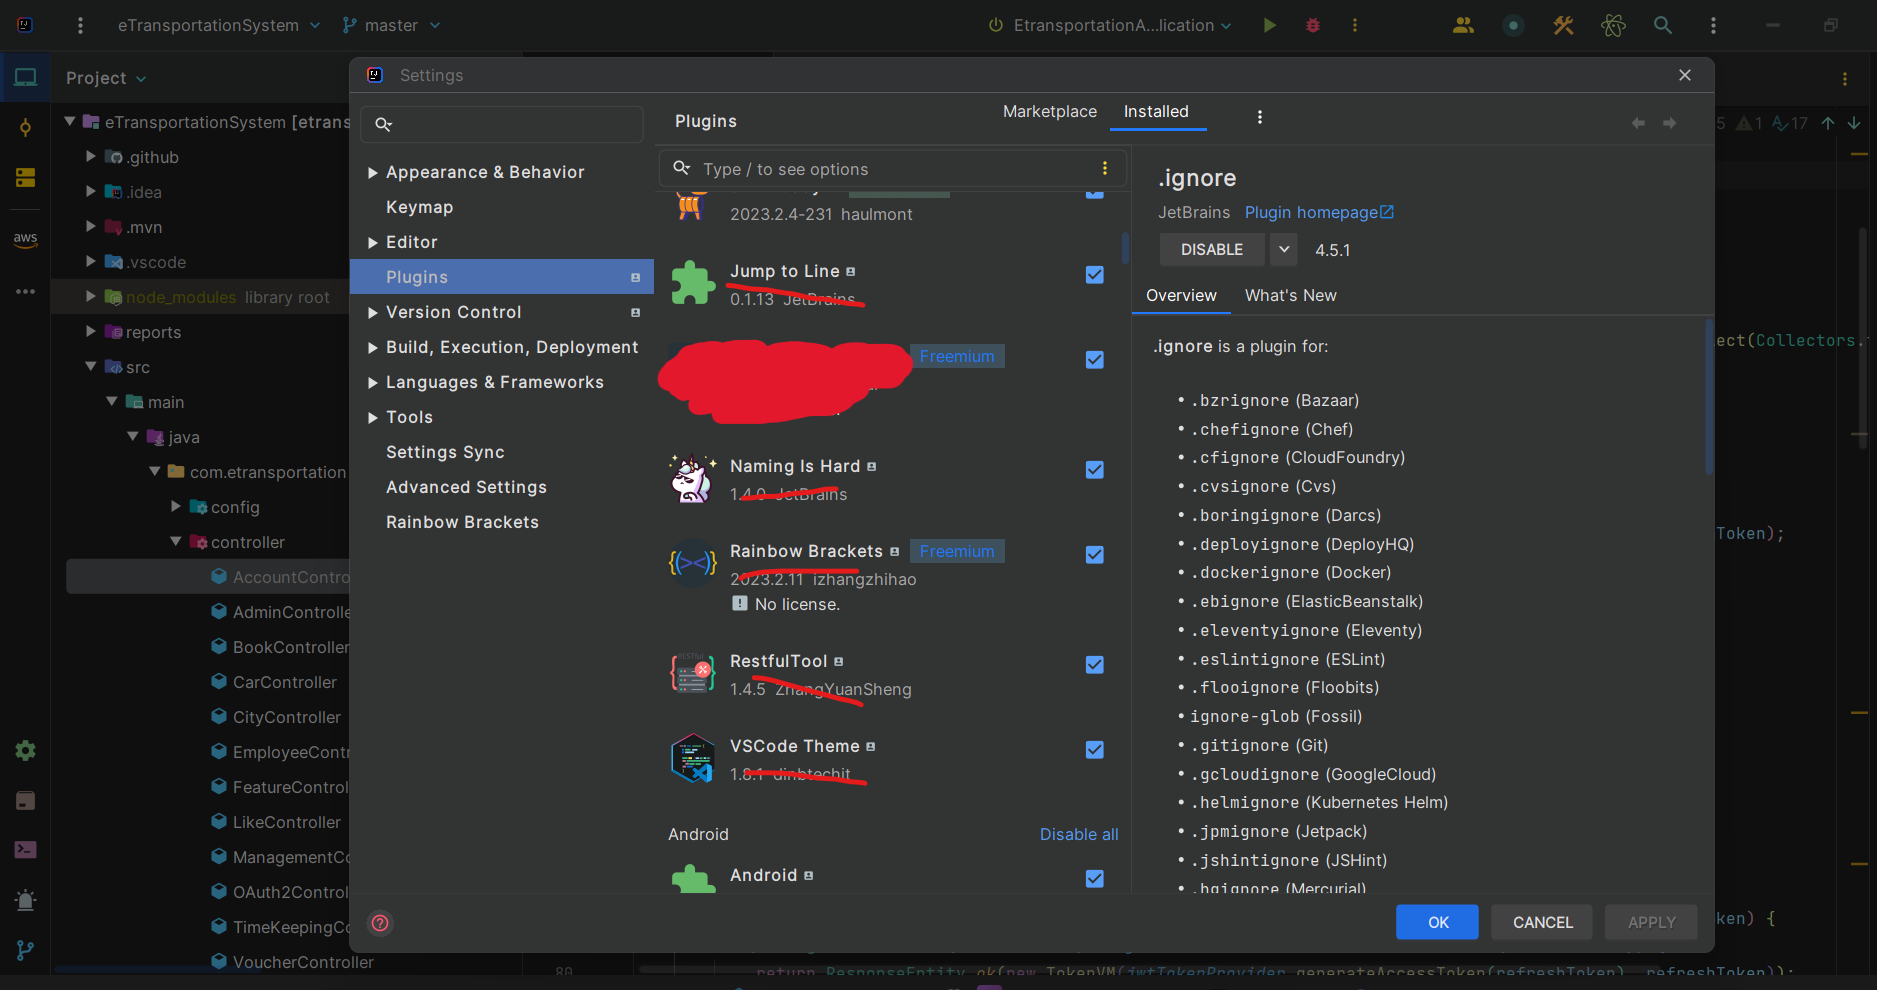 eTransportationSystem
master
EtransportationA...lication
Project
eTransportationSystem [etrans
.github
.idea
.mvn
.vscode
node_modules library root
reports
src
main
java
com.etransportation
config
controller
AccountContro
AdminControlle
BookController
CarController
CityController
EmployeeContr
FeatureControl
LikeController
ManagementCo
OAuth2Control
TimeKeepingCo
VoucherController
aws
Settings
Appearance & Behavior
Keymap
Editor
Plugins
Version Control
Build, Execution, Deployment
Languages & Frameworks
Tools
Settings Sync
Advanced Settings
Rainbow Brackets
Plugins
Marketplace
Installed
Type / to see options
2023.2.4-231 haulmont
Jump to Line
0.1.13 JetBrains
Freemium
Naming Is Hard
1.4.0 JetBrains
Rainbow Brackets Freemium
2023.2.11 izhangzhihao
No license.
RESTful
RestfulTool
1.4.5 ZhangYuanSheng
VSCode Theme
1.8.1 dinbtechit
Android
Disable all
Android
.ignore
JetBrains Plugin homepage
DISABLE
4.5.1
Overview
What's New
.ignore is a plugin for:
• .bzrignore (Bazaar)
• .chefignore (Chef)
• .cfignore (CloudFoundry)
• .cvsignore (Cvs)
• .boringignore (Darcs)
• .deployignore (DeployHQ)
• .dockerignore (Docker)
• .ebignore (ElasticBeanstalk)
• .eleventyignore (Eleventy)
• .eslintignore (ESLint)
• .flooignore (Floobits)
• ignore-glob (Fossil)
• .gitignore (Git)
• .gcloudignore (GoogleCloud)
• .helmignore (Kubernetes Helm)
• .jpmignore (Jetpack)
• .jshintignore (JSHint)
• .hgignore (Mercurial)
OK
CANCEL
APPLY
5 1 17
ect(Collectors.
Token);
ken) {
80
return ResponseEntity.ok(new TokenVM(jwtTokenProvider.generateAccessToken(refreshToken), refreshToken));